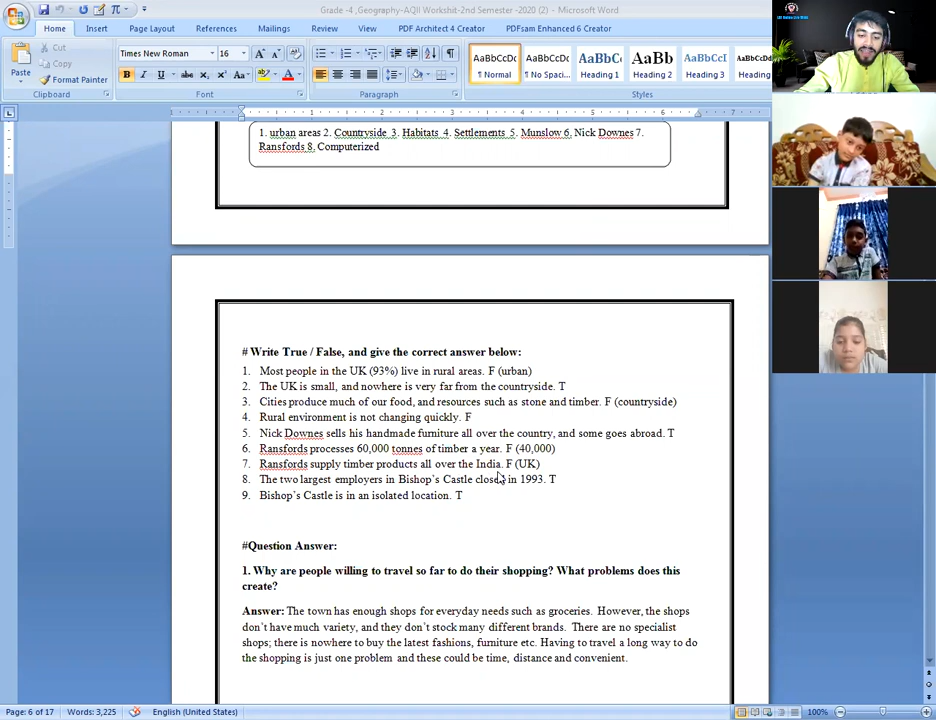 Grade -4 ,Geography-AQII Workshit-2nd Semester -2020 (2) - Microsoft Word
Home Insert Page Layout References Mailings Review View PDF Architect 4 Creator PDFsam Enhanced 6 Creator
Paste
Cut
Copy
Format Painter
Clipboard
Times New Roman 16
Font
Paragraph
AaBbCcDc AaBbCcDc AaBbC AaBb AaBbCcI AaBbCcDc
¶ Normal ¶ No Spaci... Heading 1 Heading 2 Heading 3
Styles
1. urban areas 2. Countryside 3. Habitats 4. Settlements 5. Munslow 6. Nick Downes 7.
Ransfords 8. Computerized
# Write True / False, and give the correct answer below:
1. Most people in the UK (93%) live in rural areas. F (urban)
2. The UK is small, and nowhere is very far from the countryside. T
3. Cities produce much of our food, and resources such as stone and timber. F (countryside)
4. Rural environment is not changing quickly. F
5. Nick Downes sells his handmade furniture all over the country, and some goes abroad. T
6. Ransfords processes 60,000 tonnes of timber a year. F (40,000)
7. Ransfords supply timber products all over the India. F (UK)
8. The two largest employers in Bishop's Castle closed in 1993. T
9. Bishop's Castle is in an isolated location. T
#Question Answer:
1. Why are people willing to travel so far to do their shopping? What problems does this
create?
Answer: The town has enough shops for everyday needs such as groceries. However, the shops
don't have much variety, and they don't stock many different brands. There are no specialist
shops; there is nowhere to buy the latest fashions, furniture etc. Having to travel a long way to do
the shopping is just one problem and these could be time, distance and convenient.
Page: 6 of 17 Words: 3,225 English (United States) 100%